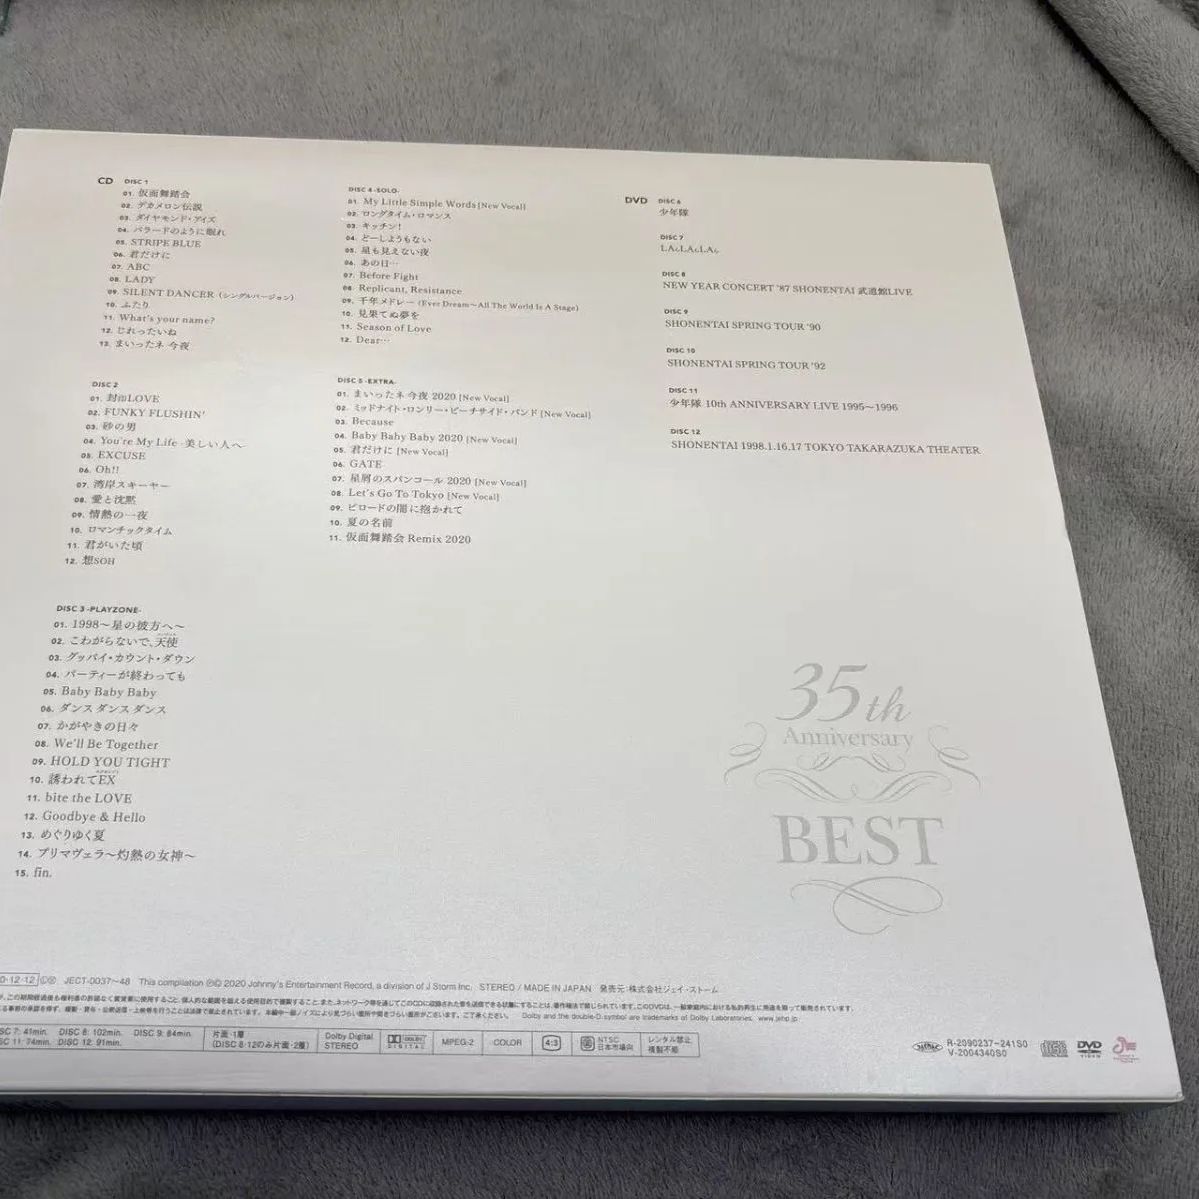 CD DISC 1
01. 仮面舞踏会
02. デカメロン伝説
03. ダイヤモンド・アイズ
04. バラードのように眠れ
05. STRIPE BLUE
06. 君だけに
07. ABC
08. LADY
09. SILENT DANCER (シングルバージョン)
10. ふたり
11. What's your name?
12. じれったいね
13. まいったネ 今夜
DISC 2
01. 封印LOVE
02. FUNKY FLUSHIN'
03. 砂の男
04. You're My Life -美しい人へ-
05. EXCUSE
06. Oh!!
07. 湾岸スキーヤー
08. 愛と沈黙
09. 情熱の一夜
10. ロマンチックタイム
11. 君がいた頃
12. 想SOH
DISC 3 -PLAYZONE-
01. 1998〜星の彼方へ〜
02. こわがらないで、天使
03. グッバイ・カウント・ダウン
04. パーティーが終わっても
05. Baby Baby Baby
06. ダンス ダンス ダンス
07. かがやきの日々
08. We'll Be Together
09. HOLD YOU TIGHT
10. 誘われてEX
11. bite the LOVE
12. Goodbye & Hello
13. めぐりゆく夏
14. プリマヴェラ〜灼熱の女神〜
15. fin.
DISC 4 -SOLO-
01. My Little Simple Words [New Vocal]
02. ロングタイム・ロマンス
03. キッチン!
04. どーしようもない
05. 星も見えない夜
06. あの日…
07. Before Fight
08. Replicant, Resistance
09. 千年メドレー (Ever Dream〜All The World Is A Stage)
10. 見果てぬ夢を
11. Season of Love
12. Dear…
DISC 5 -EXTRA-
01. まいったネ 今夜 2020 [New Vocal]
02. ミッドナイト・ロンリー・ビーチサイド・バンド [New Vocal]
03. Because
04. Baby Baby Baby 2020 [New Vocal]
05. 君だけに [New Vocal]
06. GATE
07. 星屑のスパンコール 2020 [New Vocal]
08. Let's Go To Tokyo [New Vocal]
09. ビロードの闇に抱かれて
10. 夏の名前
11. 仮面舞踏会 Remix 2020
DVD DISC 6
少年隊
DISC 7
LAぐLAぐLAぐ
DISC 8
NEW YEAR CONCERT '87 SHONENTAI 武道館LIVE
DISC 9
SHONENTAI SPRING TOUR '90
DISC 10
SHONENTAI SPRING TOUR '92
DISC 11
少年隊 10th ANNIVERSARY LIVE 1995〜1996
DISC 12
SHONENTAI 1998.1.16.17 TOKYO TAKARAZUKA THEATER
35th
Anniversary
BEST
0・12・12 JECT-0037〜48 This compilation ℗© 2020 Johnny's Entertainment Record, a division of J Storm Inc. STEREO / MADE IN JAPAN 発売元：株式会社ジェイ・ストーム
Dolby and the double-D symbol are trademarks of Dolby Laboratories. www.jehp.jp
SC 7: 41min. DISC 8: 102min. DISC 9: 84min.
SC 11: 74min. DISC 12: 91min.
片面・1層
(DISC 8・12のみ片面・2層)
Dolby Digital
STEREO
DOLBY
DIGITAL
MPEG-2
COLOR
4:3
2 NTSC
日本市場向
レンタル禁止
複製不能
R-2090237〜241S0
V-2004340S0
DVD
VIDEO